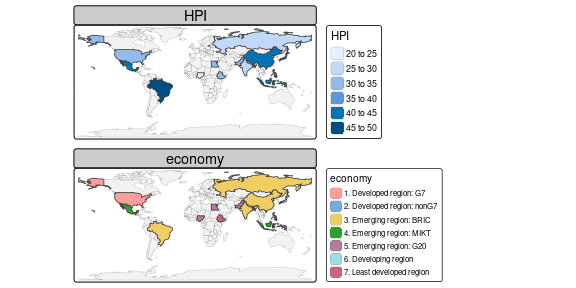 HPI
HPI
20 to 25
25 to 30
30 to 35
35 to 40
40 to 45
45 to 50
economy
economy
1. Developed region: G7
2. Developed region: nonG7
3. Emerging region: BRIC
4. Emerging region: MIKT
5. Emerging region: G20
6. Developing region
7. Least developed region